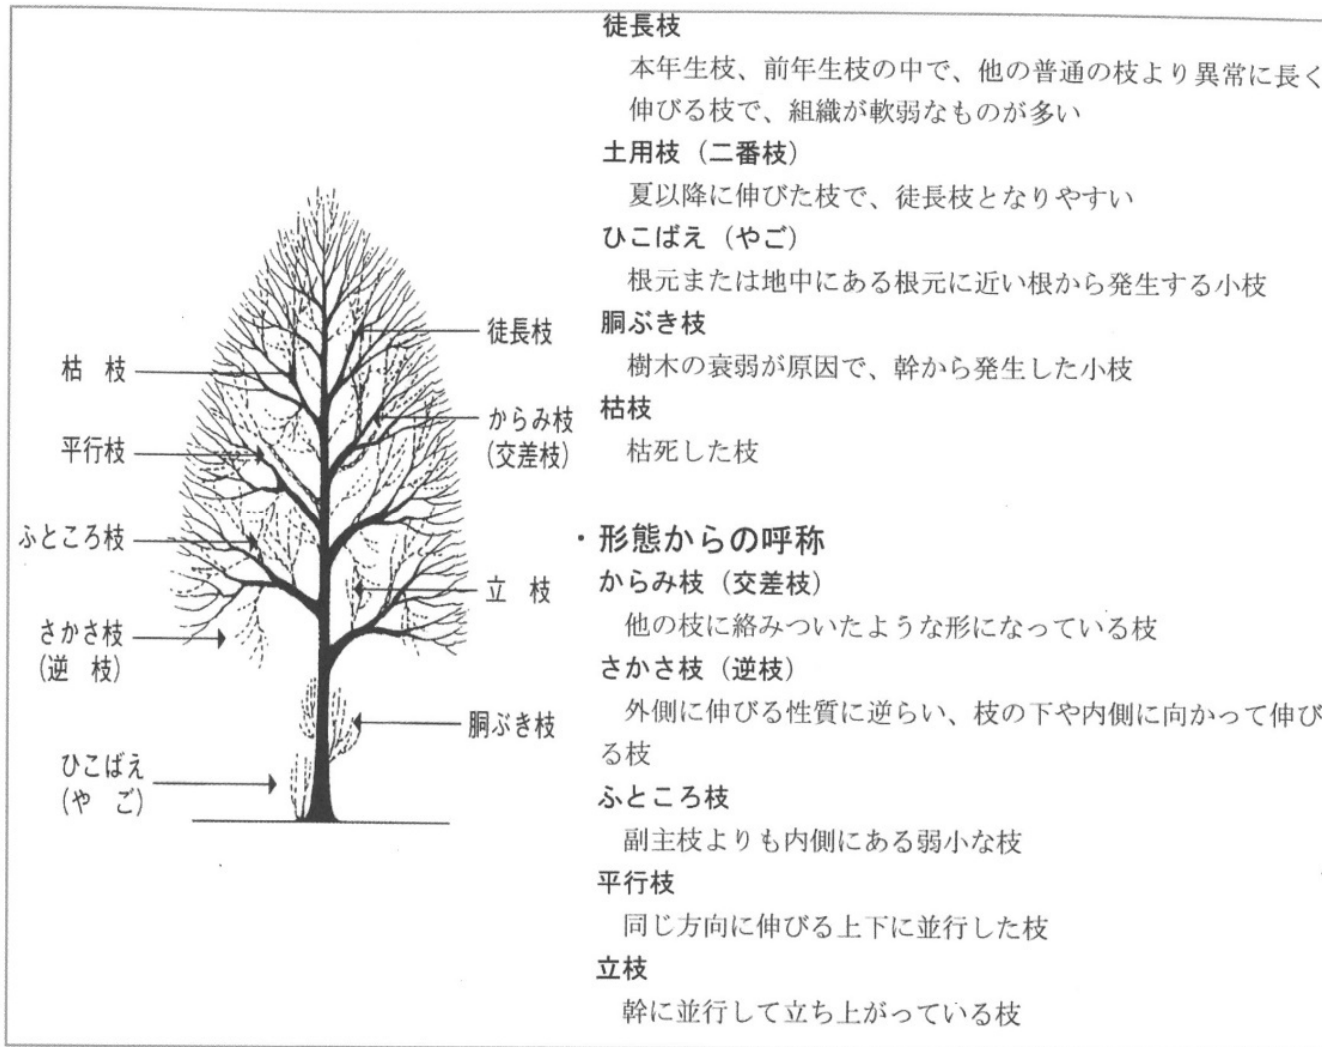 徒長枝
本年生枝、前年生枝の中で、他の普通の枝より異常に長く
伸びる枝で、組織が軟弱なものが多い
土用枝（二番枝）
夏以降に伸びた枝で、徒長枝となりやすい
ひこばえ（やご）
根元または地中にある根元に近い根から発生する小枝
胴ぶき枝
樹木の衰弱が原因で、幹から発生した小枝
枯枝
枯死した枝
・形態からの呼称
からみ枝（交差枝）
他の枝に絡みついたような形になっている枝
さかさ枝（逆枝）
外側に伸びる性質に逆らい、枝の下や内側に向かって伸び
る枝
ふところ枝
副主枝よりも内側にある弱小な枝
平行枝
同じ方向に伸びる上下に並行した枝
立枝
幹に並行して立ち上がっている枝
枯　枝
平行枝
ふところ枝
さかさ枝
(逆　枝)
ひこばえ
(や　ご)
徒長枝
からみ枝
(交差枝)
立　枝
胴ぶき枝